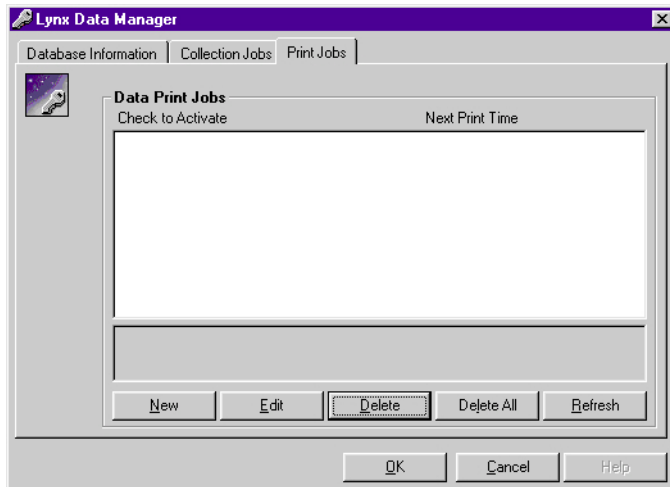 Lynx Data Manager
Database Information Collection Jobs Print Jobs
Data Print Jobs
Check to Activate Next Print Time
New Edit Delete Delete All Refresh
OK Cancel Help